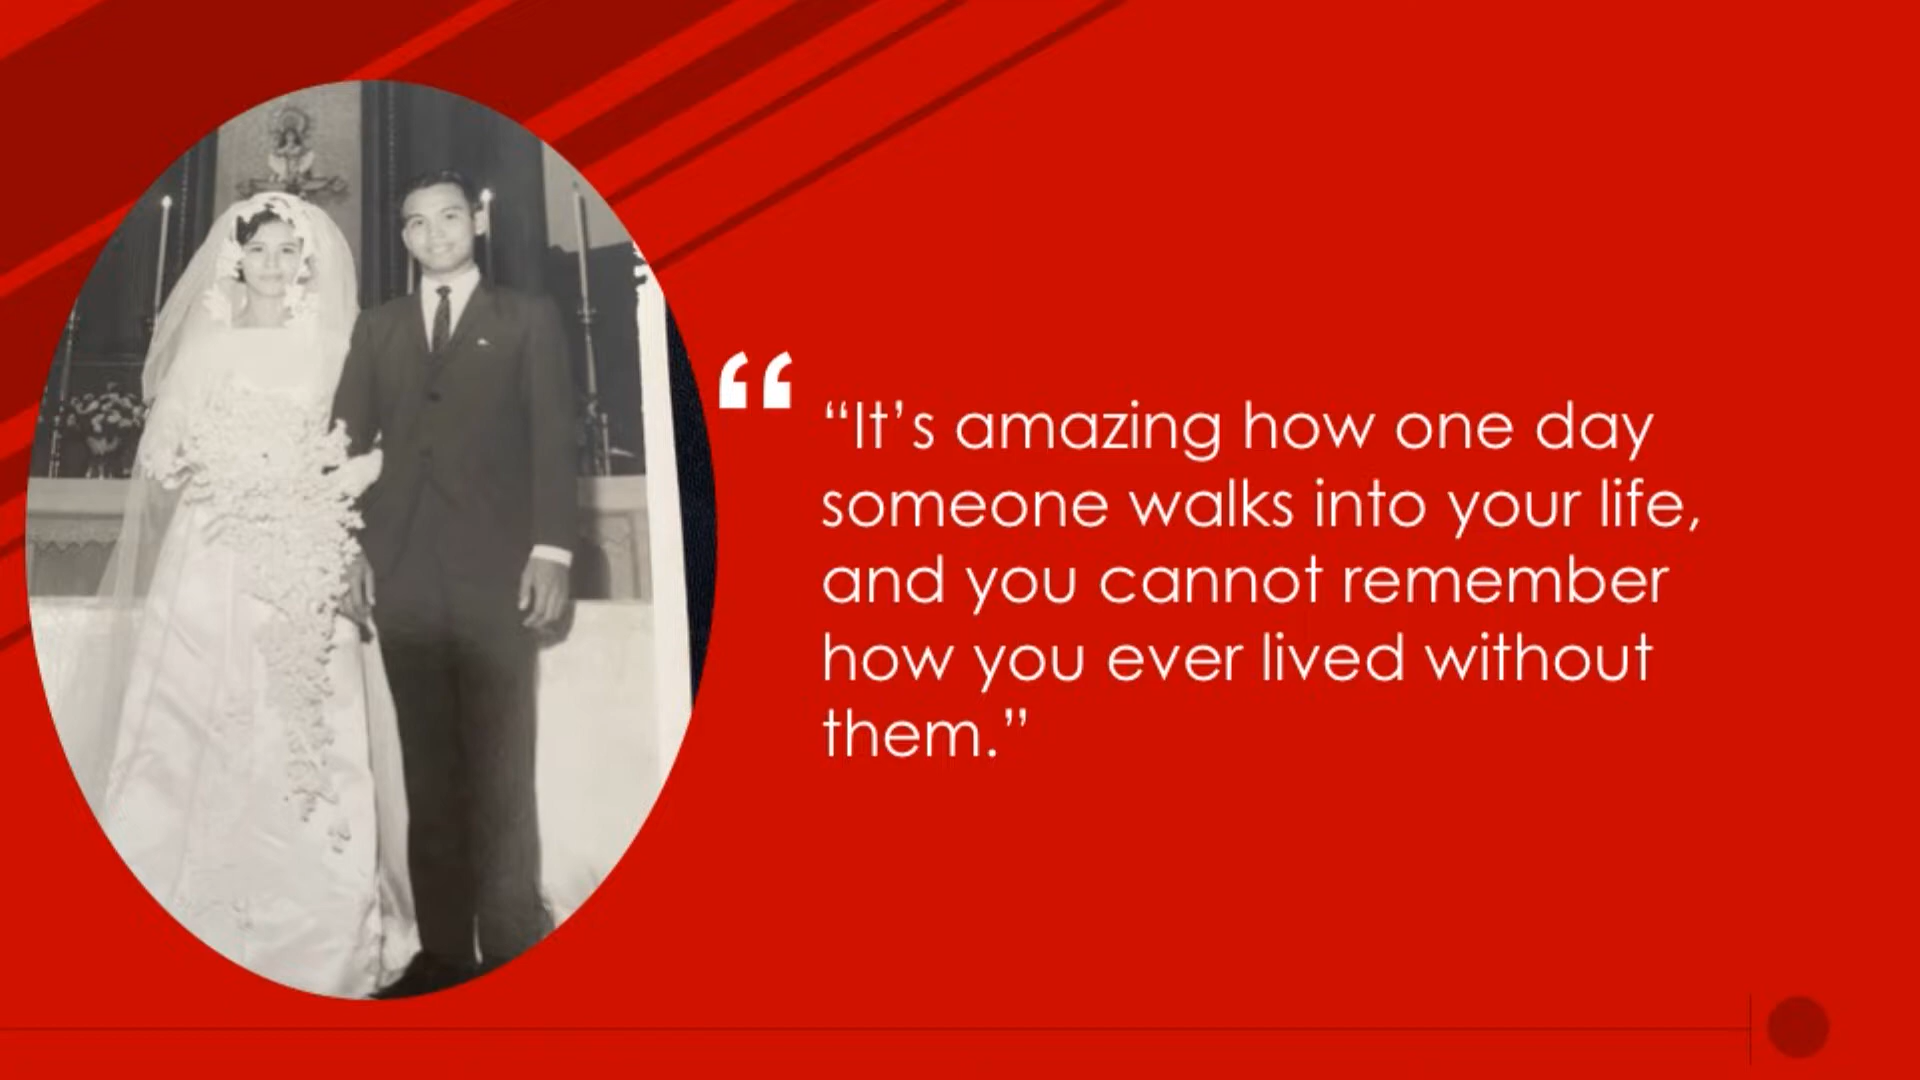 “
“It’s amazing how one day
someone walks into your life,
and you cannot remember
how you ever lived without
them.”